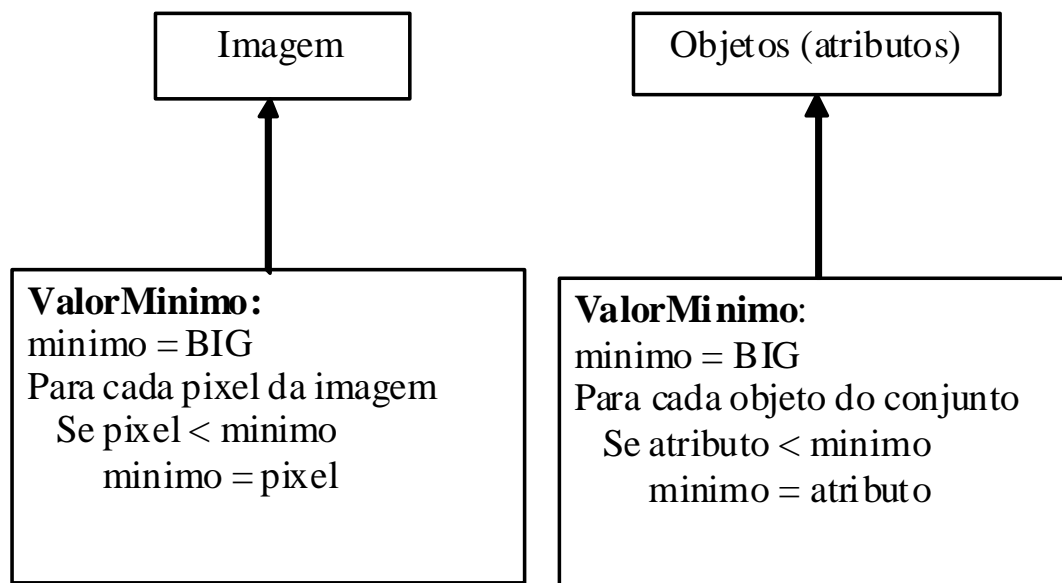 Imagem
Objetos (atributos)
ValorMinimo:
minimo = BIG
Para cada pixel da imagem
Se pixel < minimo
minimo = pixel
ValorMinimo:
minimo = BIG
Para cada objeto do conjunto
Se atributo < minimo
minimo = atributo